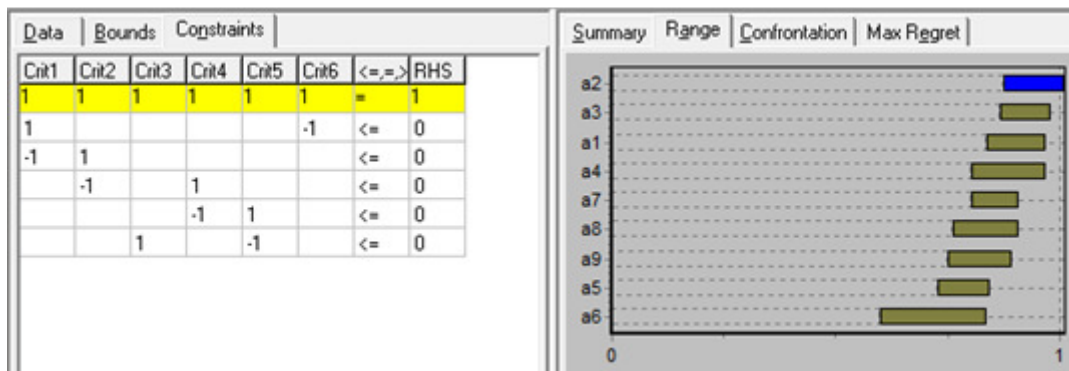 Data Bounds Constraints
Crit1 Crit2 Crit3 Crit4 Crit5 Crit6 <=,=,> RHS
1 1 1 1 1 1 = 1
1 -1 <= 0
-1 1 <= 0
-1 1 <= 0
-1 1 <= 0
1 -1 <= 0
Summary Range Confrontation Max Regret
a2
a3
a1
a4
a7
a8
a9
a5
a6
0 1